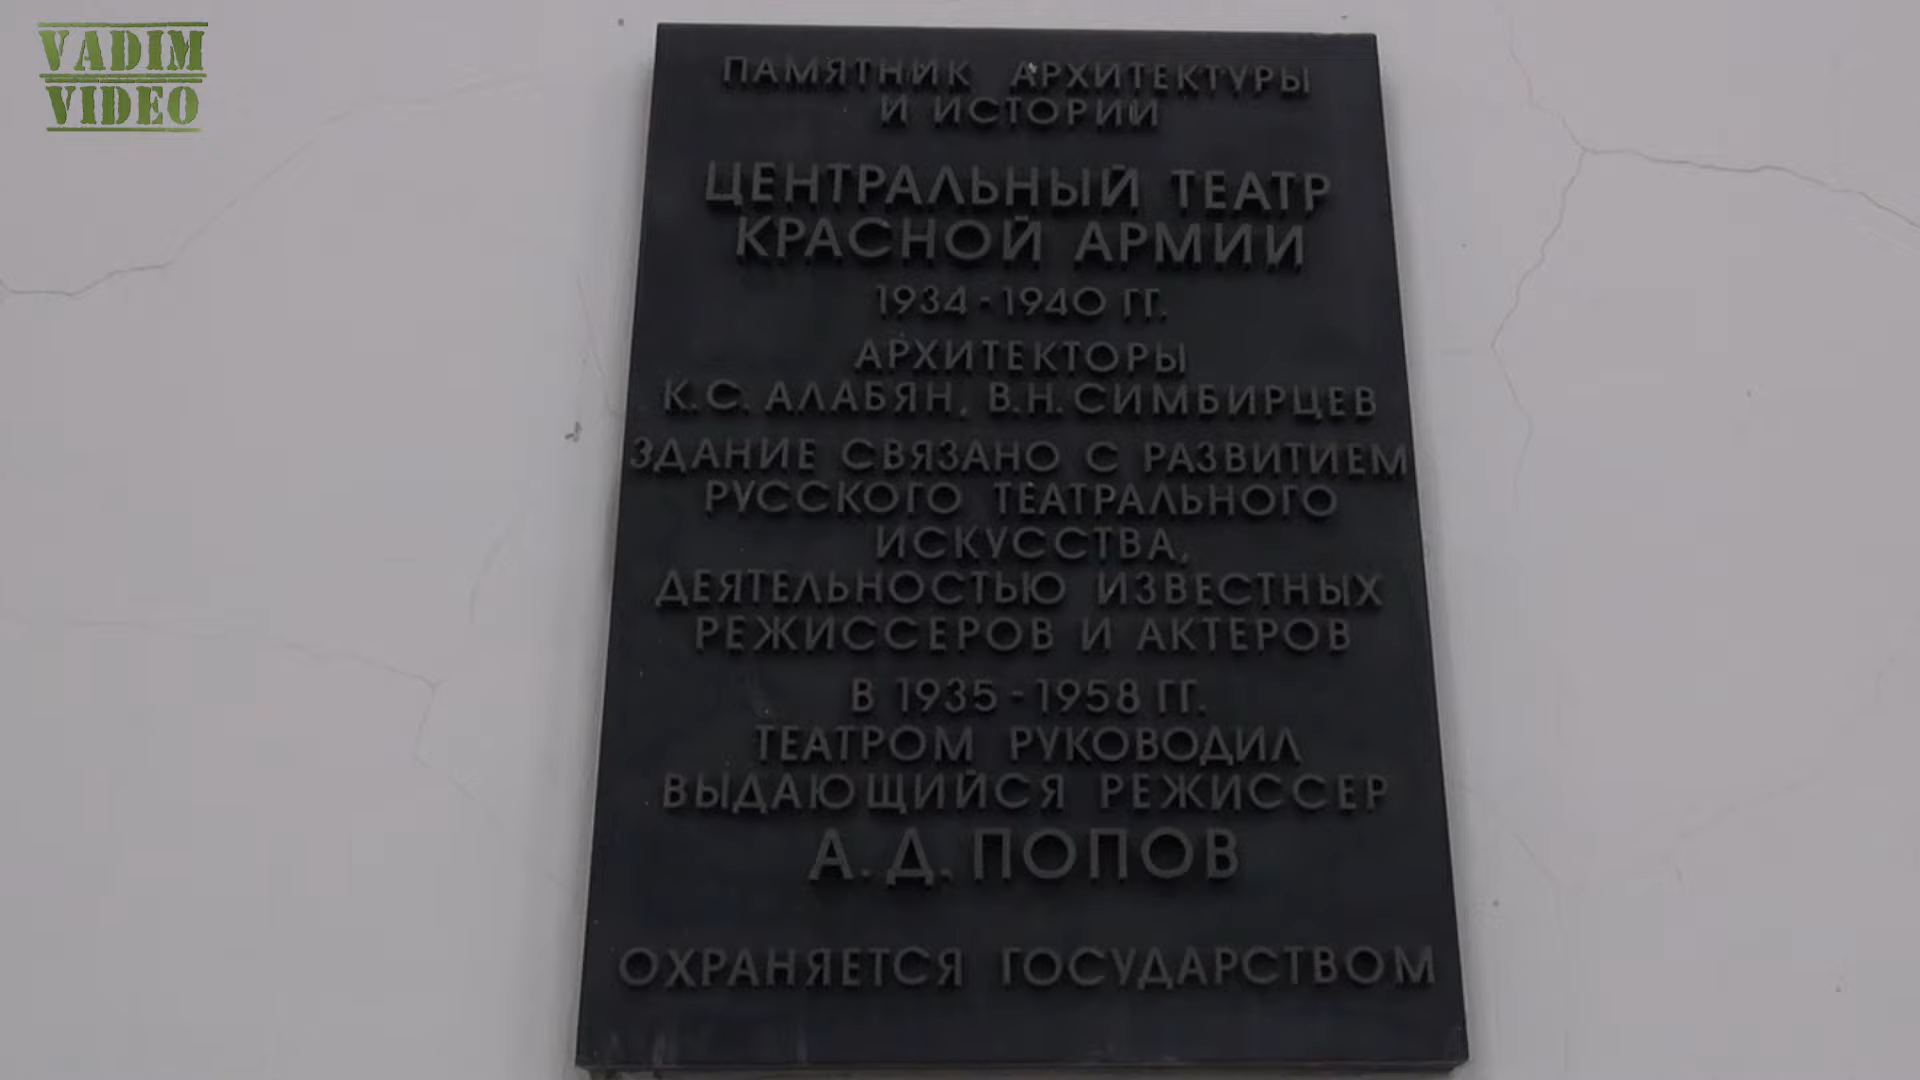 VADIM
VIDEO
ПАМЯТНИК АРХИТЕКТУРЫ
И ИСТОРИИ
ЦЕНТРАЛЬНЫЙ ТЕАТР
КРАСНОЙ АРМИИ
1934-1940 ГГ.
АРХИТЕКТОРЫ
К.С. АЛАБЯН, В.Н. СИМБИРЦЕВ
ЗДАНИЕ СВЯЗАНО С РАЗВИТИЕМ
РУССКОГО ТЕАТРАЛЬНОГО
ИСКУССТВА,
ДЕЯТЕЛЬНОСТЬЮ ИЗВЕСТНЫХ
РЕЖИССЕРОВ И АКТЕРОВ
В 1935-1958 ГГ.
ТЕАТРОМ РУКОВОДИЛ
ВЫДАЮЩИЙСЯ РЕЖИССЕР
А.Д. ПОПОВ
ОХРАНЯЕТСЯ ГОСУДАРСТВОМ